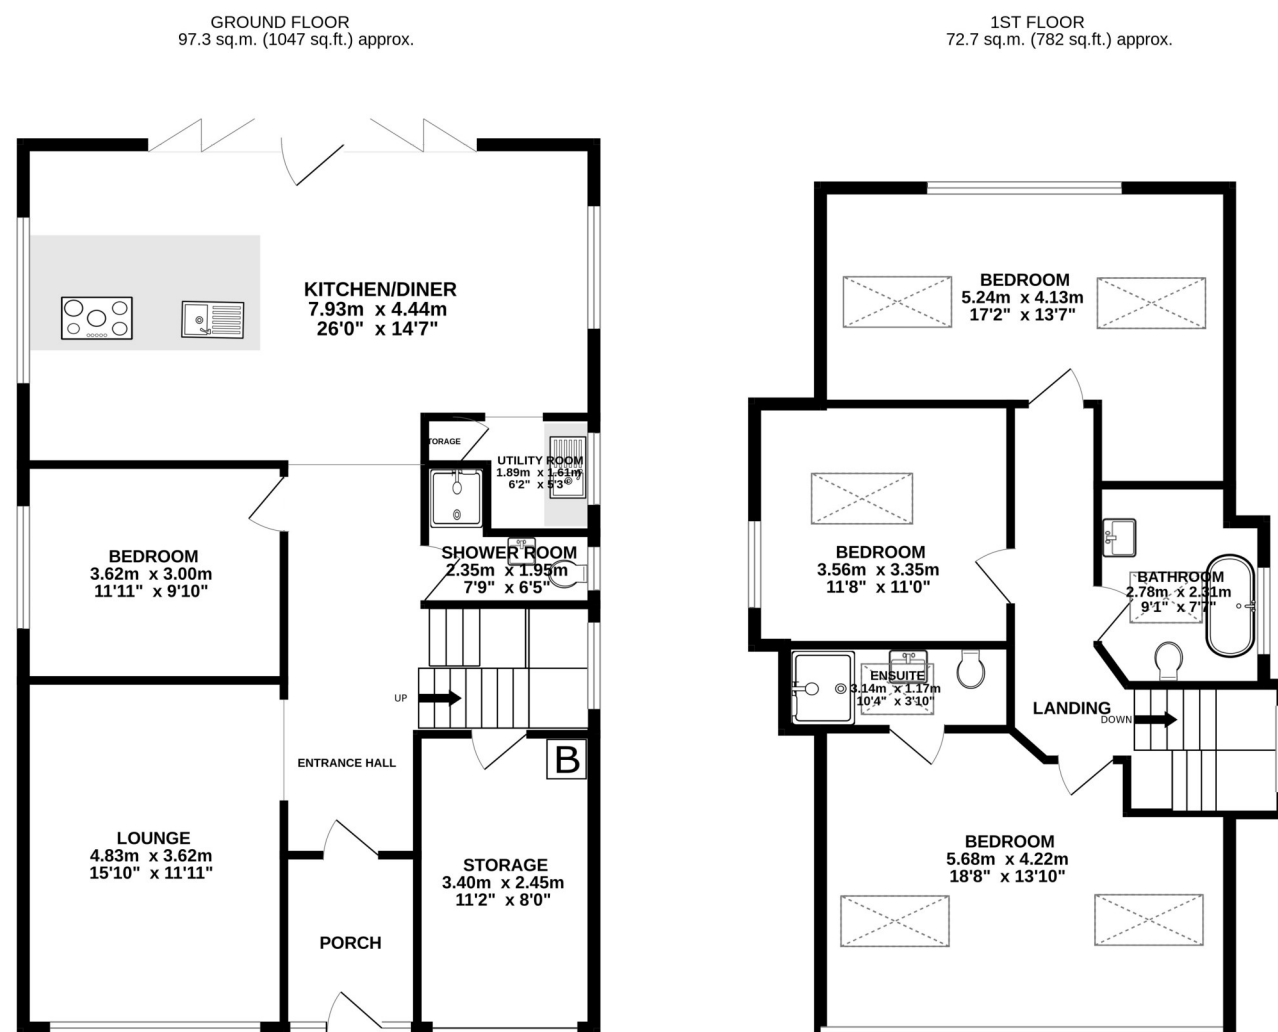 GROUND FLOOR
97.3 sq.m. (1047 sq.ft.) approx.
1ST FLOOR
72.7 sq.m. (782 sq.ft.) approx.
KITCHEN/DINER
7.93m x 4.44m
26'0" x 14'7"
TORAGE
UTILITY ROOM
1.89m x 1.61m
6'2" x 5'3"
BEDROOM
3.62m x 3.00m
11'11" x 9'10"
SHOWER ROOM
2.35m x 1.95m
7'9" x 6'5"
UP
ENTRANCE HALL
B
LOUNGE
4.83m x 3.62m
15'10" x 11'11"
STORAGE
3.40m x 2.45m
11'2" x 8'0"
PORCH
BEDROOM
5.24m x 4.13m
17'2" x 13'7"
BEDROOM
3.56m x 3.35m
11'8" x 11'0"
BATHROOM
2.78m x 2.31m
9'1" x 7'7"
ENSUITE
3.14m x 1.17m
10'4" x 3'10"
LANDING
DOWN
BEDROOM
5.68m x 4.22m
18'8" x 13'10"